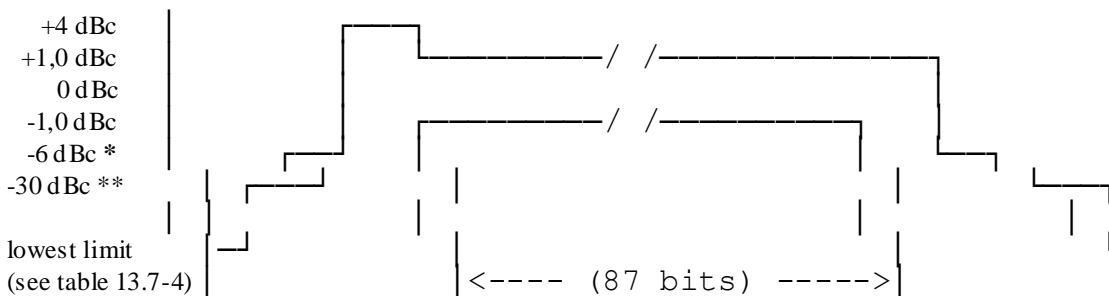 +4 dBc
+1,0 dBc
0 dBc
-1,0 dBc
-6 dBc *
-30 dBc **
lowest limit
(see table 13.7-4)
<---- (87 bits) ----->